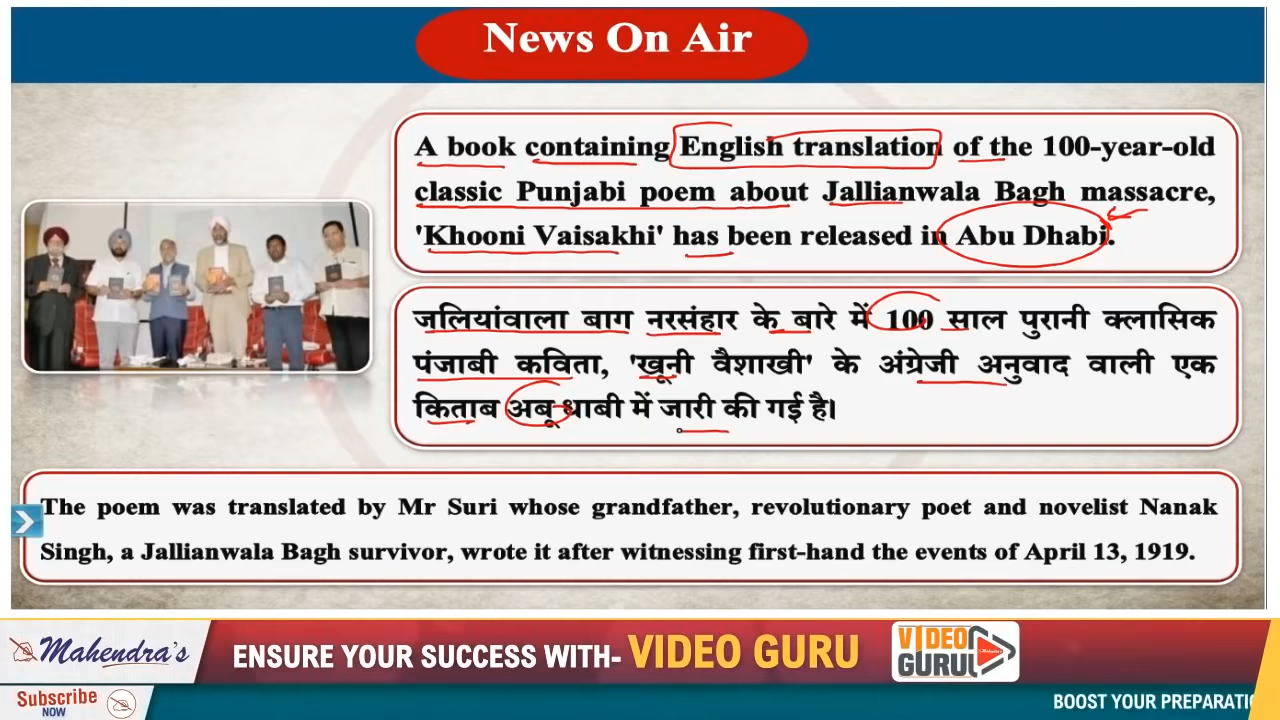 News On Air
A book containing English translation of the 100-year-old
classic Punjabi poem about Jallianwala Bagh massacre,
'Khooni Vaisakhi' has been released in Abu Dhabi.
जलियांवाला बाग नरसंहार के बारे में 100 साल पुरानी क्लासिक
पंजाबी कविता, 'खूनी वैशाखी' के अंग्रेजी अनुवाद वाली एक
किताब अबू धाबी में जारी की गई है।
The poem was translated by Mr Suri whose grandfather, revolutionary poet and novelist Nanak
Singh, a Jallianwala Bagh survivor, wrote it after witnessing first-hand the events of April 13, 1919.
Mahendra's
ENSURE YOUR SUCCESS WITH- VIDEO GURU
VIDEO
GURU
Subscribe
NOW
BOOST YOUR PREPARATIO